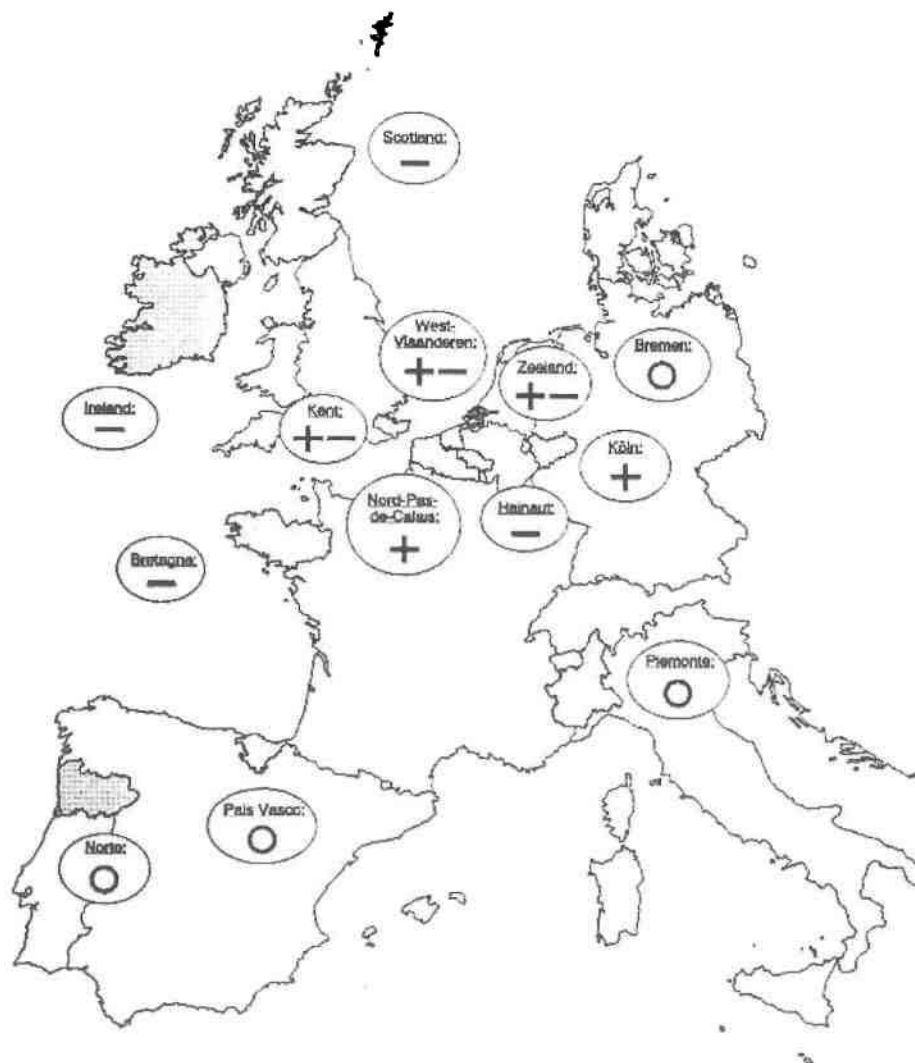 Scotland:
—
West-
Vlaanderen:
+ —
Zeeland:
+ —
Bremen:
O
Ireland:
—
Kent:
+ —
Köln:
+
Nord-Pas-
de-Calais:
+
Hainaut:
—
Bretagne:
—
Piemonte:
O
Pais Vasco:
O
Norte:
O